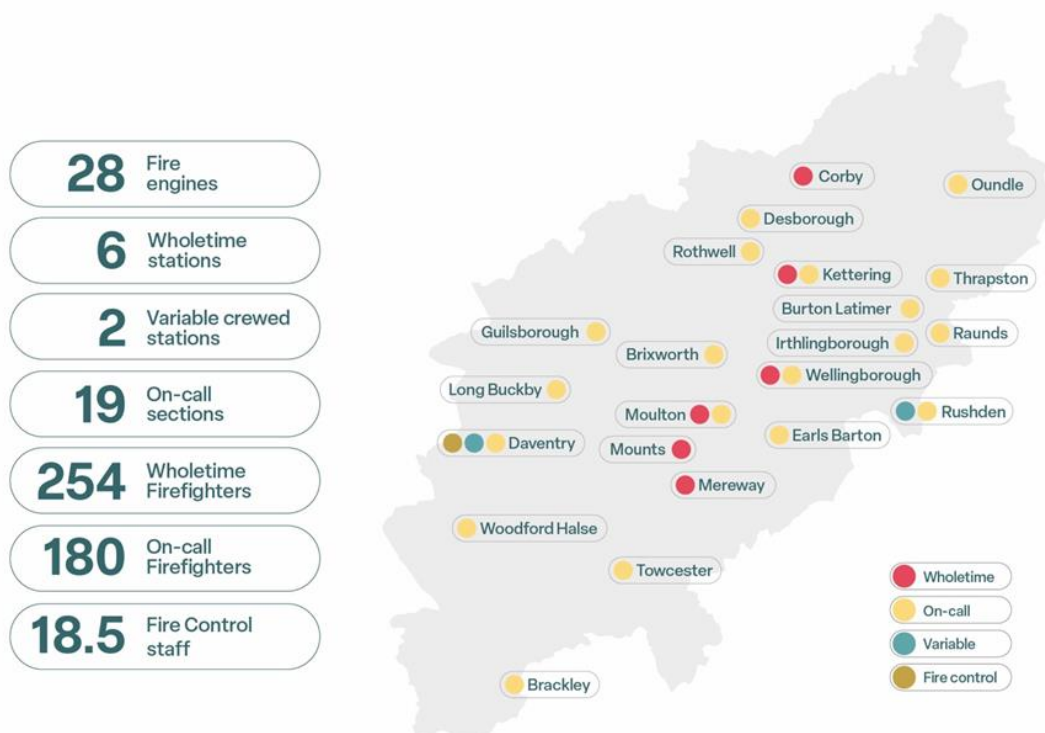 28
Fire
engines
6
Wholetime
stations
2
Variable crewed
stations
19
On-call
sections
254
Wholetime
Firefighters
180
On-call
Firefighters
18.5
Fire Control
staff
Corby
Oundle
Desborough
Rothwell
Kettering
Thrapston
Burton Latimer
Guilsborough
Raunds
Irthlingborough
Brixworth
Wellingborough
Long Buckby
Rushden
Moulton
Earls Barton
Daventry
Mounts
Mereway
Woodford Halse
Towcester
Brackley
Wholetime
On-call
Variable
Fire control